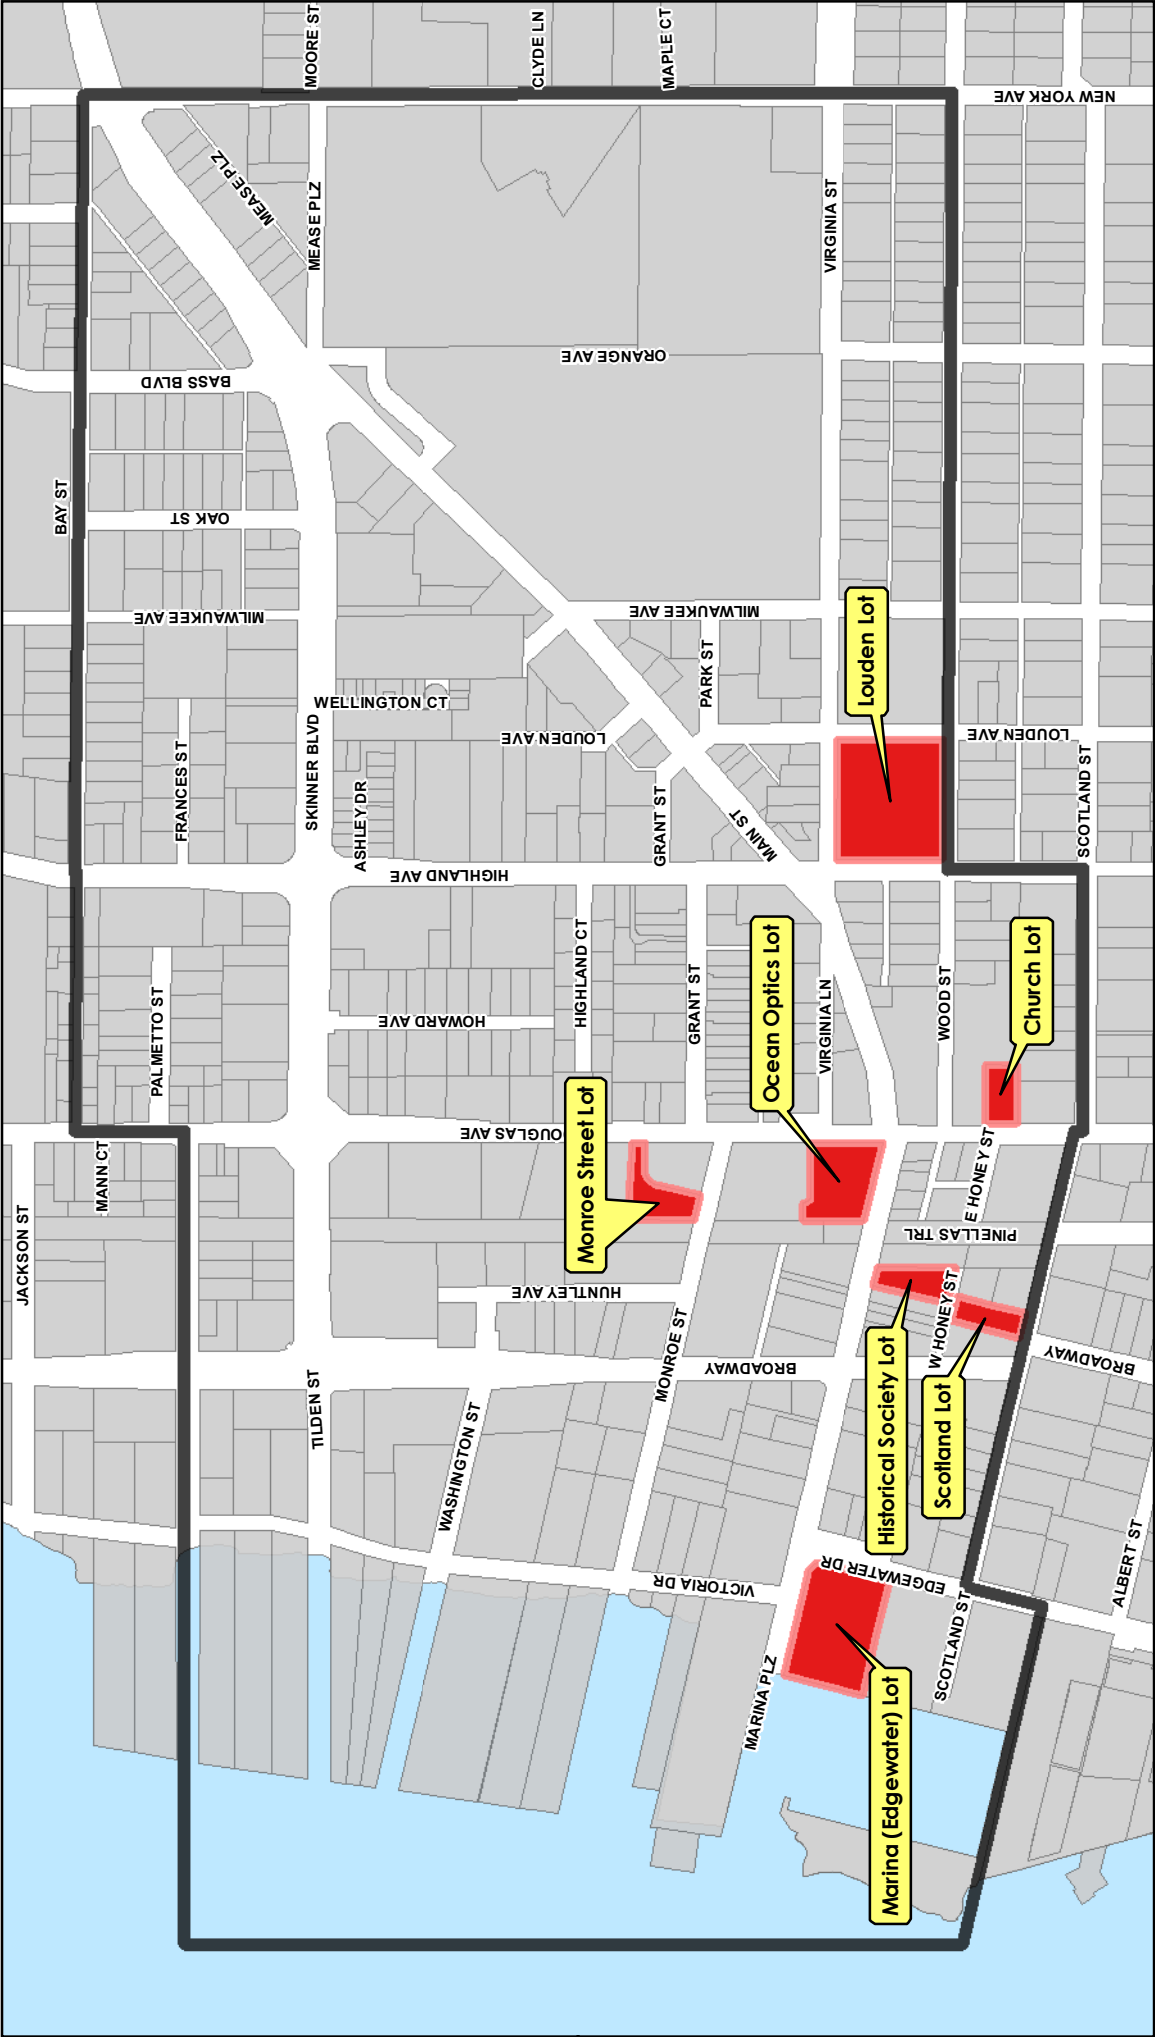 MOORE ST
CLYDE LN
MAPLE CT
NEW YORK AVE
MEASE PLZ
MEASE PLZ
VIRGINIA ST
ORANGE AVE
BASS BLVD
BAY ST
OAK ST
MILWAUKEE AVE
MILWAUKEE AVE
Louden Lot
PARK ST
WELLINGTON CT
LOUDEN AVE
LOUDEN AVE
SKINNER BLVD
FRANCES ST
ASHLEY DR
GRANT ST
MAIN ST
SCOTLAND ST
HIGHLAND AVE
HIGHLAND CT
GRANT ST
Ocean Optics Lot
VIRGINIA LN
WOOD ST
Church Lot
PALMETTO ST
HOWARD AVE
Monroe Street Lot
OUGLAS AVE
MANN CT
E HONEY ST
PINELLAS TRL
JACKSON ST
HUNTLEY AVE
W HONEY ST
Historical Society Lot
Scotland Lot
MONROE ST
BROADWAY
BROADWAY
TILDEN ST
WASHINGTON ST
EDGEWATER DR
VICTORIA DR
ALBERT ST
SCOTLAND ST
MARINA PLZ
Marina (Edgewater) Lot